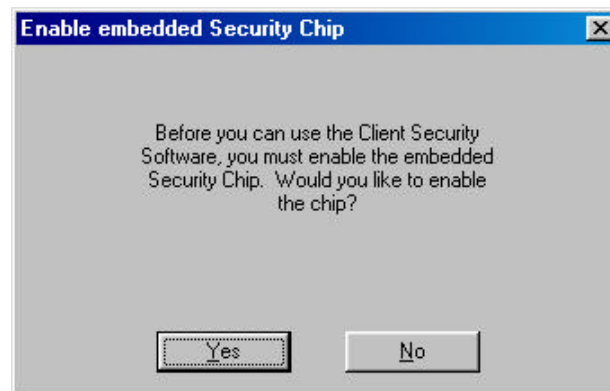 Enable embedded Security Chip
Before you can use the Client Security
Software, you must enable the embedded
Security Chip.  Would you like to enable
the chip?
Yes
No